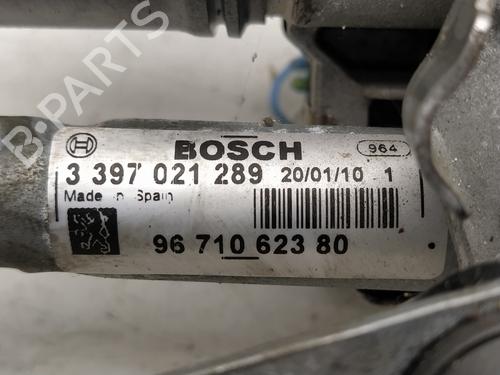 B-PARTS
BOSCH
964
3 397 021 289 20/01/10 1
Made in Spain
96 710 623 80